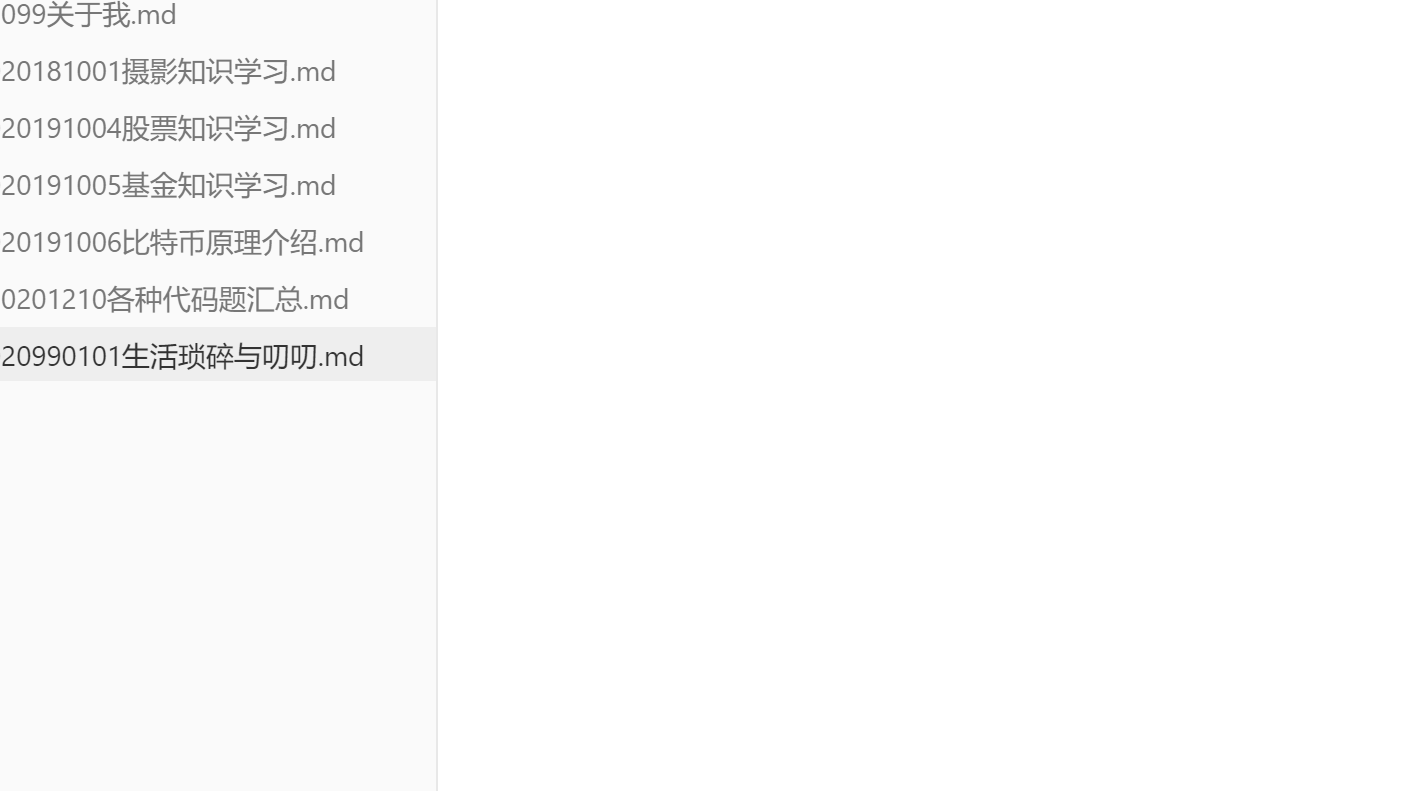 099关于我.md
20181001摄影知识学习.md
20191004股票知识学习.md
20191005基金知识学习.md
20191006比特币原理介绍.md
0201210各种代码题汇总.md
20990101生活琐碎与叨叨.md